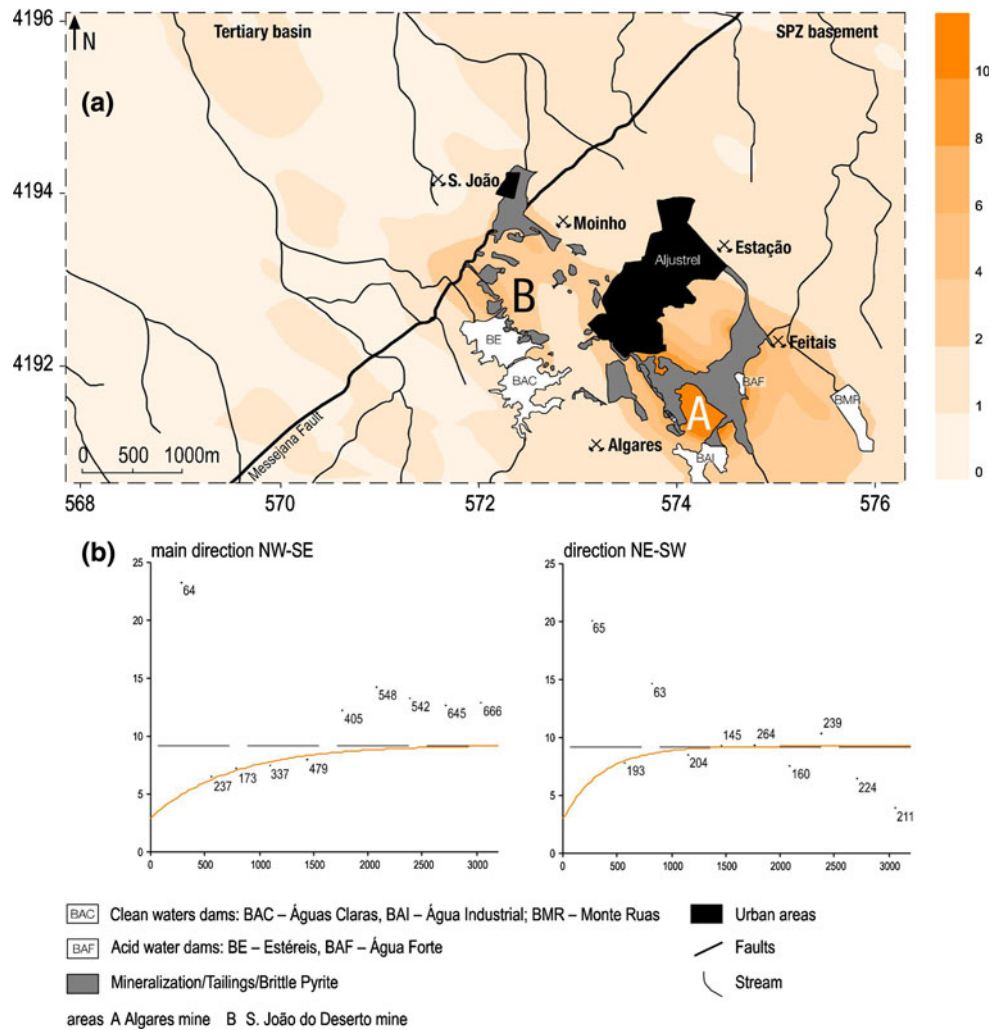 4196
N
Tertiary basin
SPZ basement
(a)
10
8
6
4
2
1
0
4194
S. João
Moinho
Estação
Aljustrel
B
4192
BE
BAC
Feitais
BAF
BMR
A
Algares
BAI
Messejana Fault
0 500 1000m
568 570 572 574 576
(b)
main direction NW-SE
25
20
15
10
5
0
64
237
173
337
479
405
548
542
645
666
0 500 1000 1500 2000 2500 3000
direction NE-SW
25
20
15
10
5
0
65
63
193
204
145
264
160
239
224
211
0 500 1000 1500 2000 2500 3000
BAC Clean waters dams: BAC – Águas Claras, BAI – Água Industrial; BMR – Monte Ruas
Urban areas
BAF Acid water dams: BE – Estéreis, BAF – Água Forte
Faults
Mineralization/Tailings/Brittle Pyrite
Stream
areas A Algares mine B S. João do Deserto mine